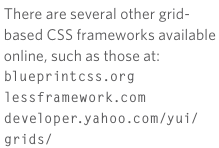 There are several other grid-
based CSS frameworks available
online, such as those at:
blueprintcss.org
lessframework.com
developer.yahoo.com/yui/
grids/